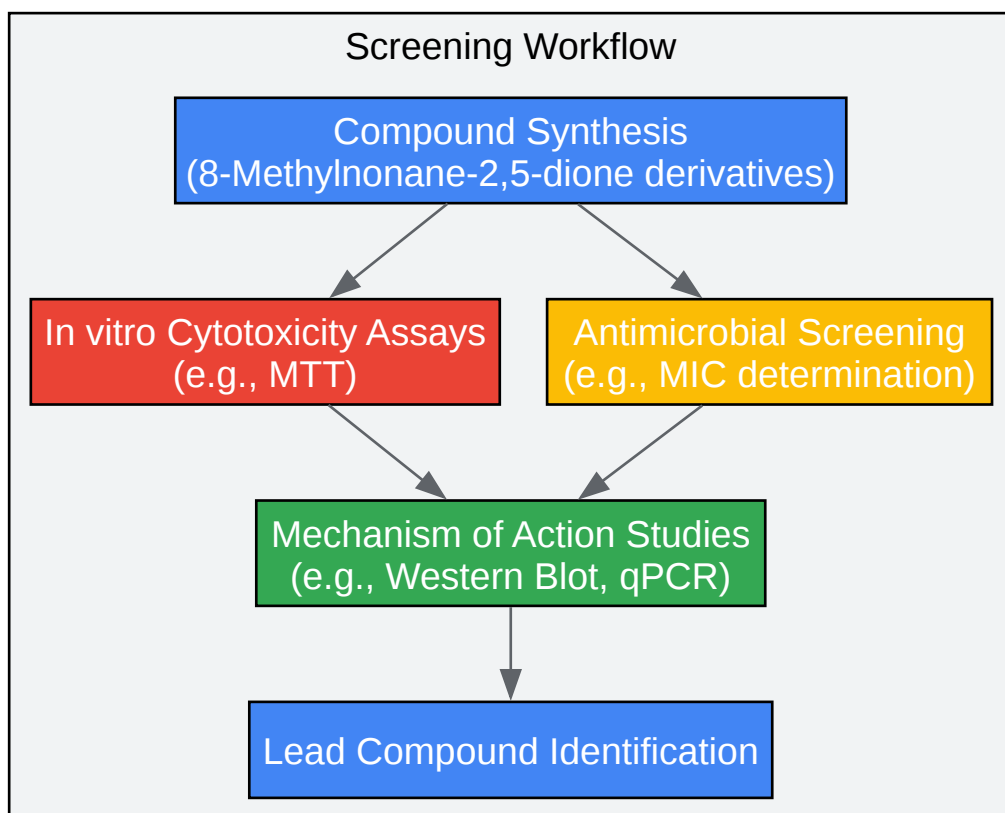 Screening Workflow
Compound Synthesis
(8-Methylnonane-2,5-dione derivatives)
In vitro Cytotoxicity Assays
(e.g., MTT)
Antimicrobial Screening
(e.g., MIC determination)
Mechanism of Action Studies
(e.g., Western Blot, qPCR)
Lead Compound Identification